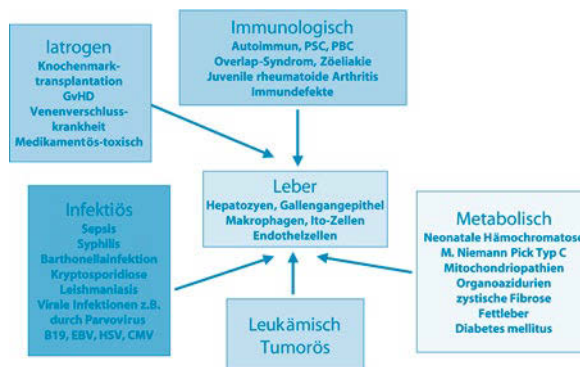 Iatrogen
Knochenmark-
transplantation
GvHD
Venenverschluss-
krankheit
Medikamentös-toxisch
Immunologisch
Autoimmun, PSC, PBC
Overlap-Syndrom, Zöeliakie
Juvenile rheumatoide Arthritis
Immundefekte
Leber
Hepatozyen, Gallengangepithel
Makrophagen, Ito-Zellen
Endothelzellen
Infektiös
Sepsis
Syphilis
Barthonellainfektion
Kryptosporidiose
Leishmaniasis
Virale Infektionen z.B.
durch Parvovirus
B19, EBV, HSV, CMV
Leukämisch
Tumorös
Metabolisch
Neonatale Hämochromatose
M. Niemann Pick Typ C
Mitochondriopathien
Organoazidurien
zystische Fibrose
Fettleber
Diabetes mellitus